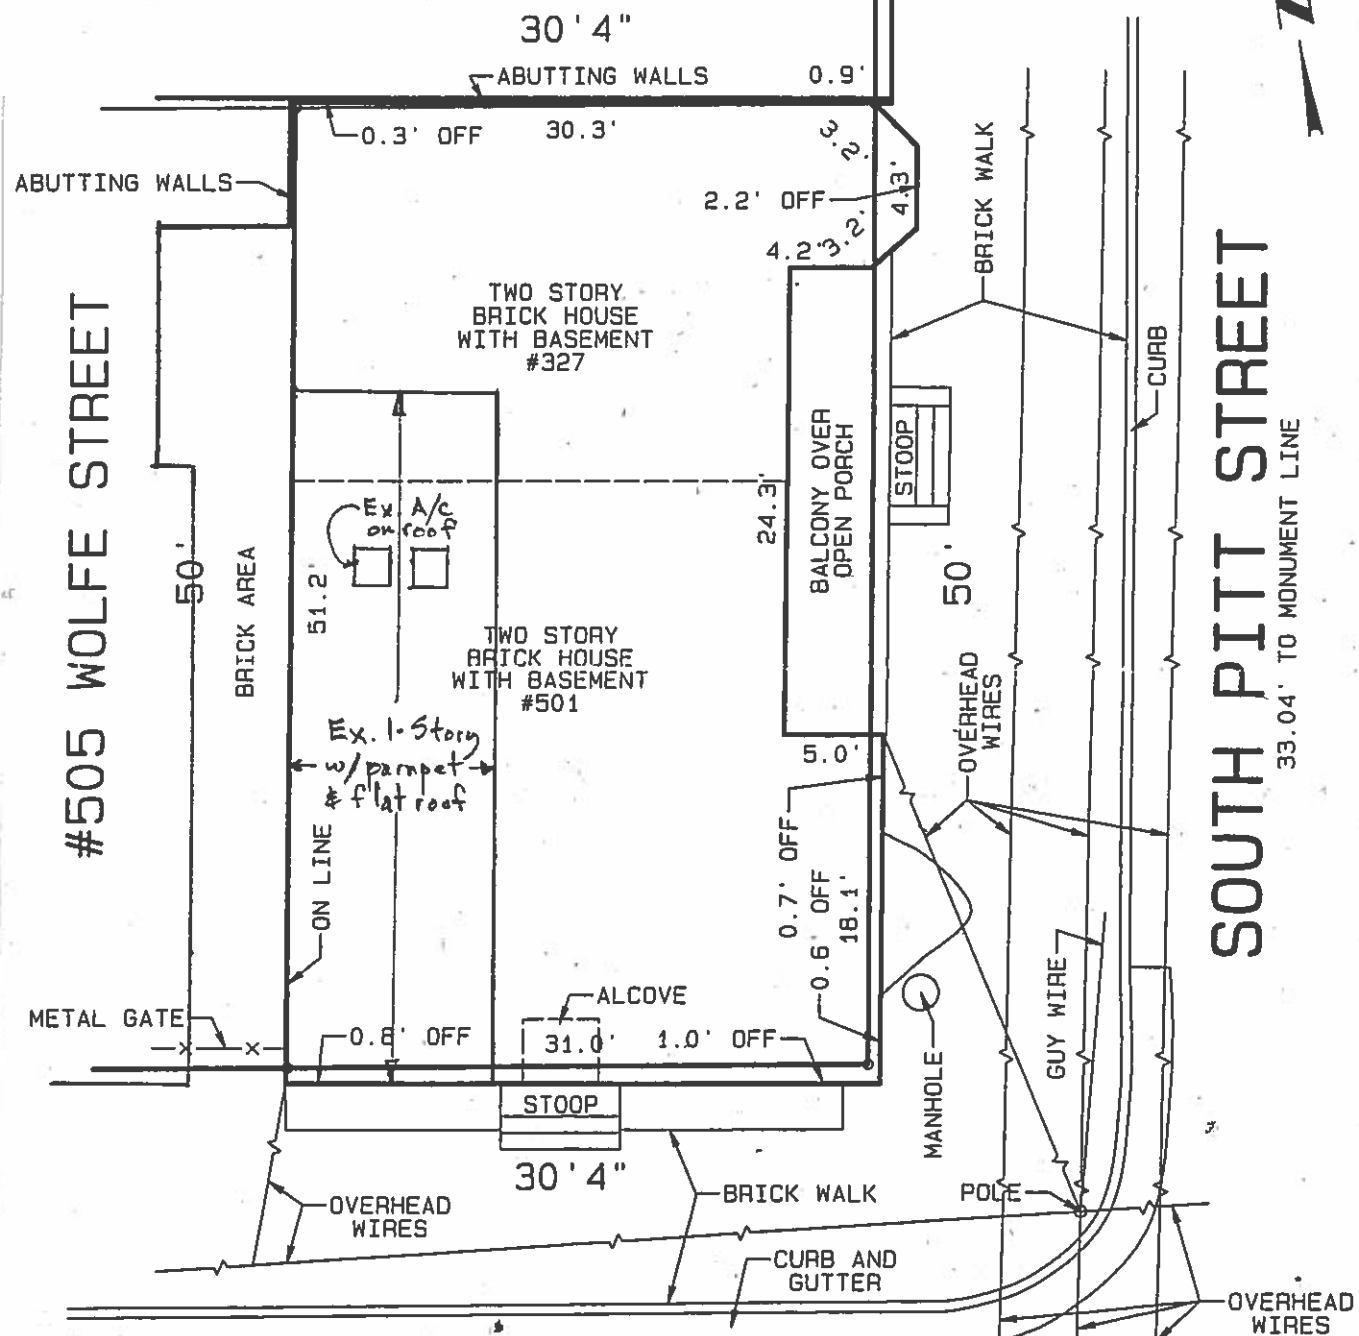 30'4"
ABUTTING WALLS
0.9'
0.3' OFF
30.3'
3.2'
ABUTTING WALLS
2.2' OFF
4.3'
BRICK WALK
4.2'
3.2'
TWO STORY
BRICK HOUSE
WITH BASEMENT
#327
#505 WOLFE STREET
50'
BRICK AREA
51.2'
Ex A/C
on roof
24.3'
BALCONY OVER
OPEN PORCH
STOOP
CURB
50'
SOUTH PITT STREET
33.04' TO MONUMENT LINE
TWO STORY
BRICK HOUSE
WITH BASEMENT
#501
Ex. 1-Story
w/parapet
& flat roof
5.0'
OVERHEAD
WIRES
ON LINE
0.7' OFF
0.6' OFF
18.1'
METAL GATE
ALCOVE
0.8' OFF
31.0'
1.0' OFF
MANHOLE
GUY WIRE
STOOP
30'4"
BRICK WALK
POLE
OVERHEAD
WIRES
CURB AND
GUTTER
OVERHEAD
WIRES